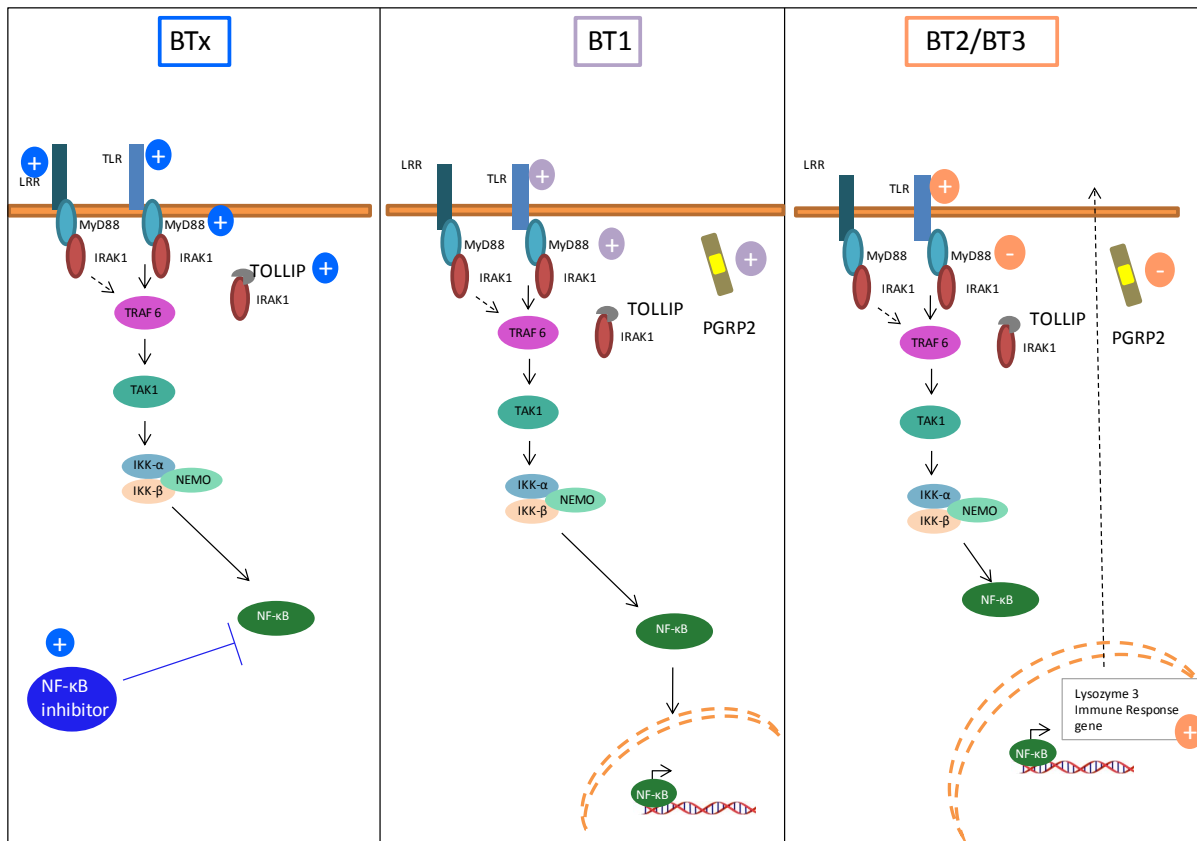 BTx
+
LRR
TLR
+
MyD88
MyD88
+
IRAK1
IRAK1
TOLLIP
+
IRAK1
TRAF 6
TAK1
IKK-α
IKK-β
NEMO
NF-κB
+
NF-κB
inhibitor
BT1
LRR
TLR
+
MyD88
MyD88
+
IRAK1
IRAK1
+
PGRP2
TOLLIP
IRAK1
TRAF 6
TAK1
IKK-α
IKK-β
NEMO
NF-κB
NF-κB
BT2/BT3
LRR
TLR
+
MyD88
MyD88
-
IRAK1
IRAK1
-
PGRP2
TOLLIP
IRAK1
TRAF 6
TAK1
IKK-α
IKK-β
NEMO
NF-κB
Lysozyme 3
Immune Response
gene
+
NF-κB